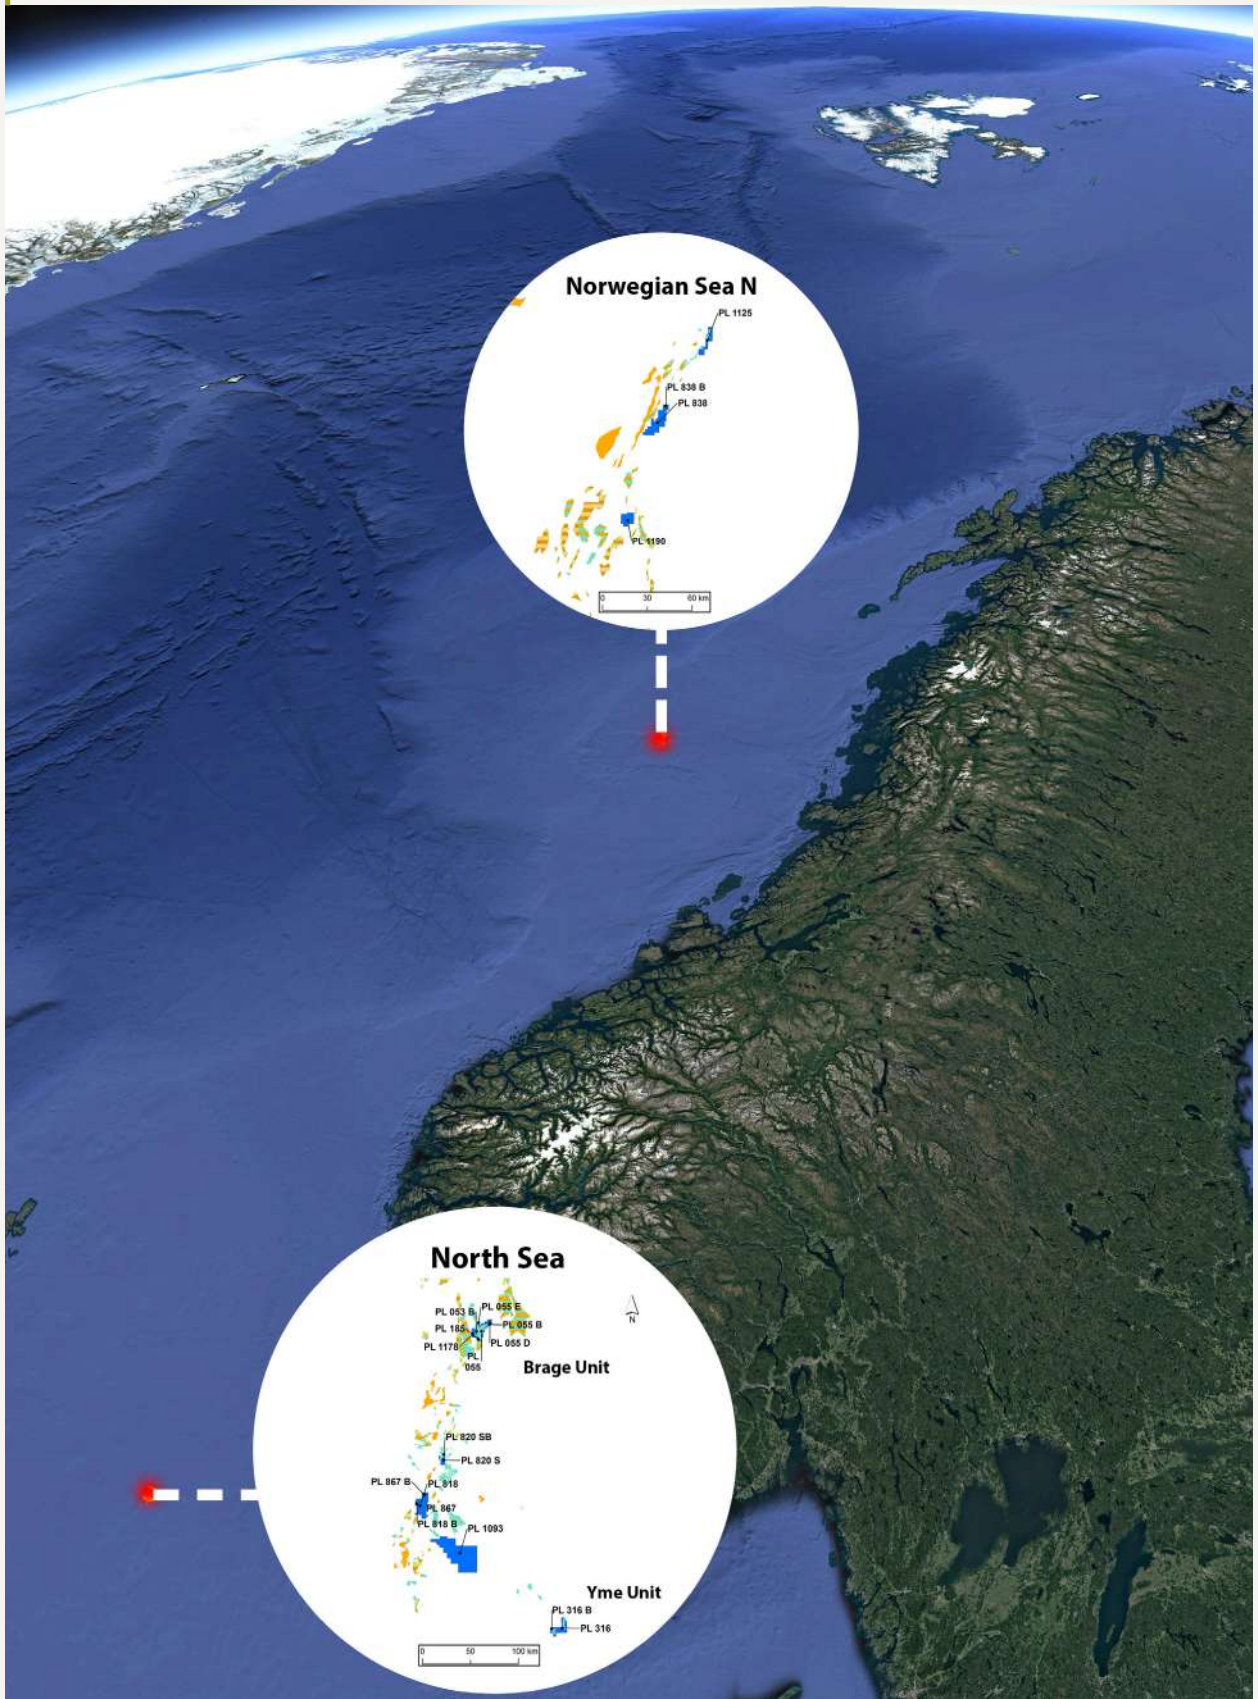 Norwegian Sea N
PL 1125
PL 838 B
PL 838
PL 1190
0 30 60 km
North Sea
N
PL 053 B
PL 055 E
PL 185
PL 055 B
PL 1178
PL 055 D
PL
055
Brage Unit
PL 820 SB
PL 820 S
PL 867 B
PL 818
PL 867
PL 818 B
PL 1093
Yme Unit
PL 316 B
PL 316
0 50 100 km